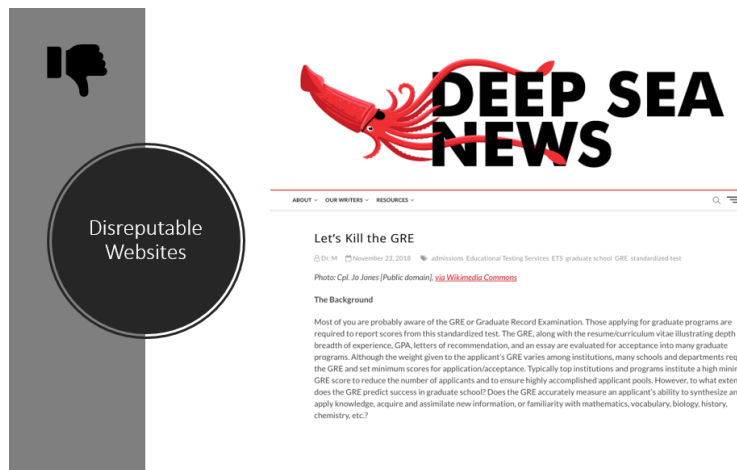 Disreputable
Websites
DEEP SEA
NEWS
ABOUT
OUR WRITERS
RESOURCES
Let's Kill the GRE
Dr. M November 23, 2018 admissions Educational Testing Services ETS graduate school GRE standardized test
Photo: Cpl. Jo Jones [Public domain], via Wikimedia Commons
The Background
Most of you are probably aware of the GRE or Graduate Record Examination. Those applying for graduate programs are
required to report scores from this standardized test. The GRE, along with the resume/curriculum vitae illustrating depth
breadth of experience, GPA, letters of recommendation, and an essay are evaluated for acceptance into many graduate
programs. Although the weight given to the applicant's GRE varies among institutions, many schools and departments req
the GRE and set minimum scores for application/acceptance. Typically top institutions and programs institute a high minin
GRE score to reduce the number of applicants and to ensure highly accomplished applicant pools. However, to what exten
does the GRE predict success in graduate school? Does the GRE accurately measure an applicant's ability to synthesize an
apply knowledge, acquire and assimilate new information, or familiarity with mathematics, vocabulary, biology, history,
chemistry, etc.?